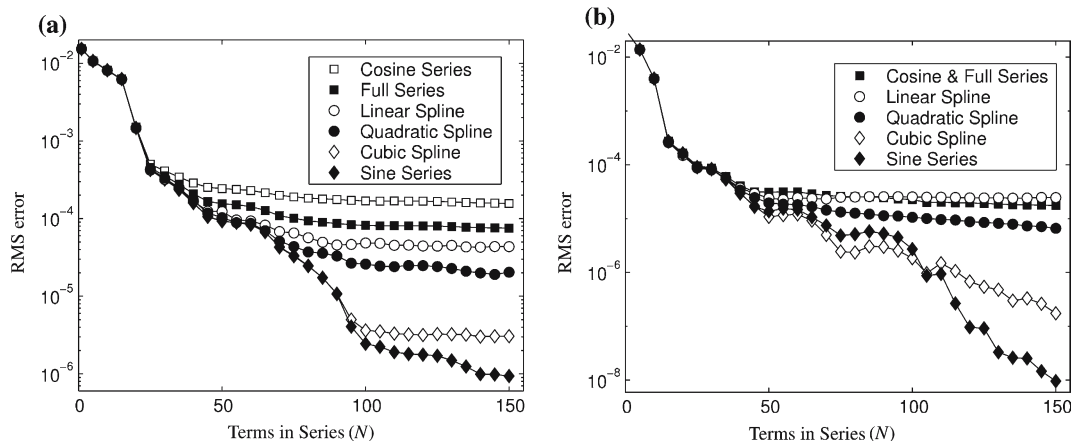 (a)
10^-2
10^-3
10^-4
10^-5
10^-6
RMS error
Cosine Series
Full Series
Linear Spline
Quadratic Spline
Cubic Spline
Sine Series
0
50
100
150
Terms in Series (N)
(b)
10^-2
10^-4
10^-6
10^-8
RMS error
Cosine & Full Series
Linear Spline
Quadratic Spline
Cubic Spline
Sine Series
0
50
100
150
Terms in Series (N)